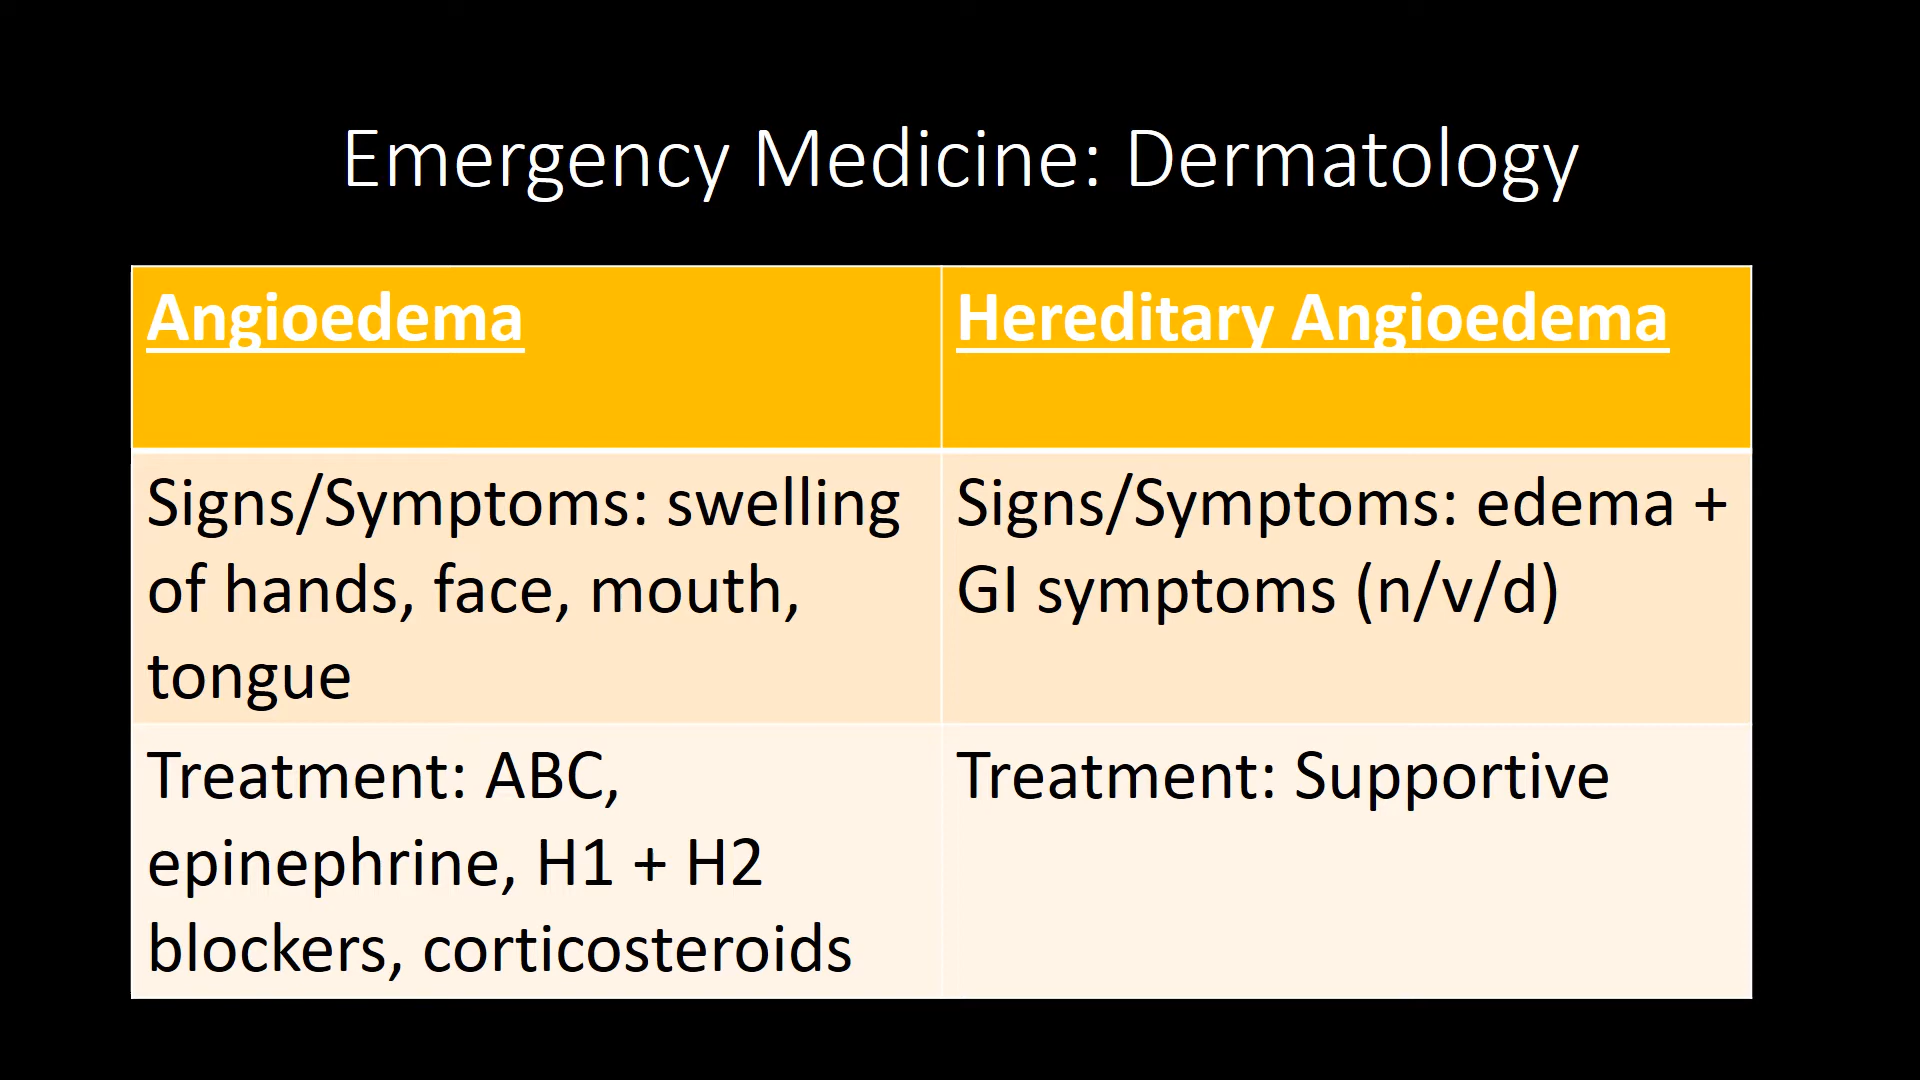 Emergency Medicine: Dermatology
Angioedema
Hereditary Angioedema
Signs/Symptoms: swelling
of hands, face, mouth,
tongue
Signs/Symptoms: edema +
GI symptoms (n/v/d)
Treatment: ABC,
epinephrine, H1 + H2
blockers, corticosteroids
Treatment: Supportive